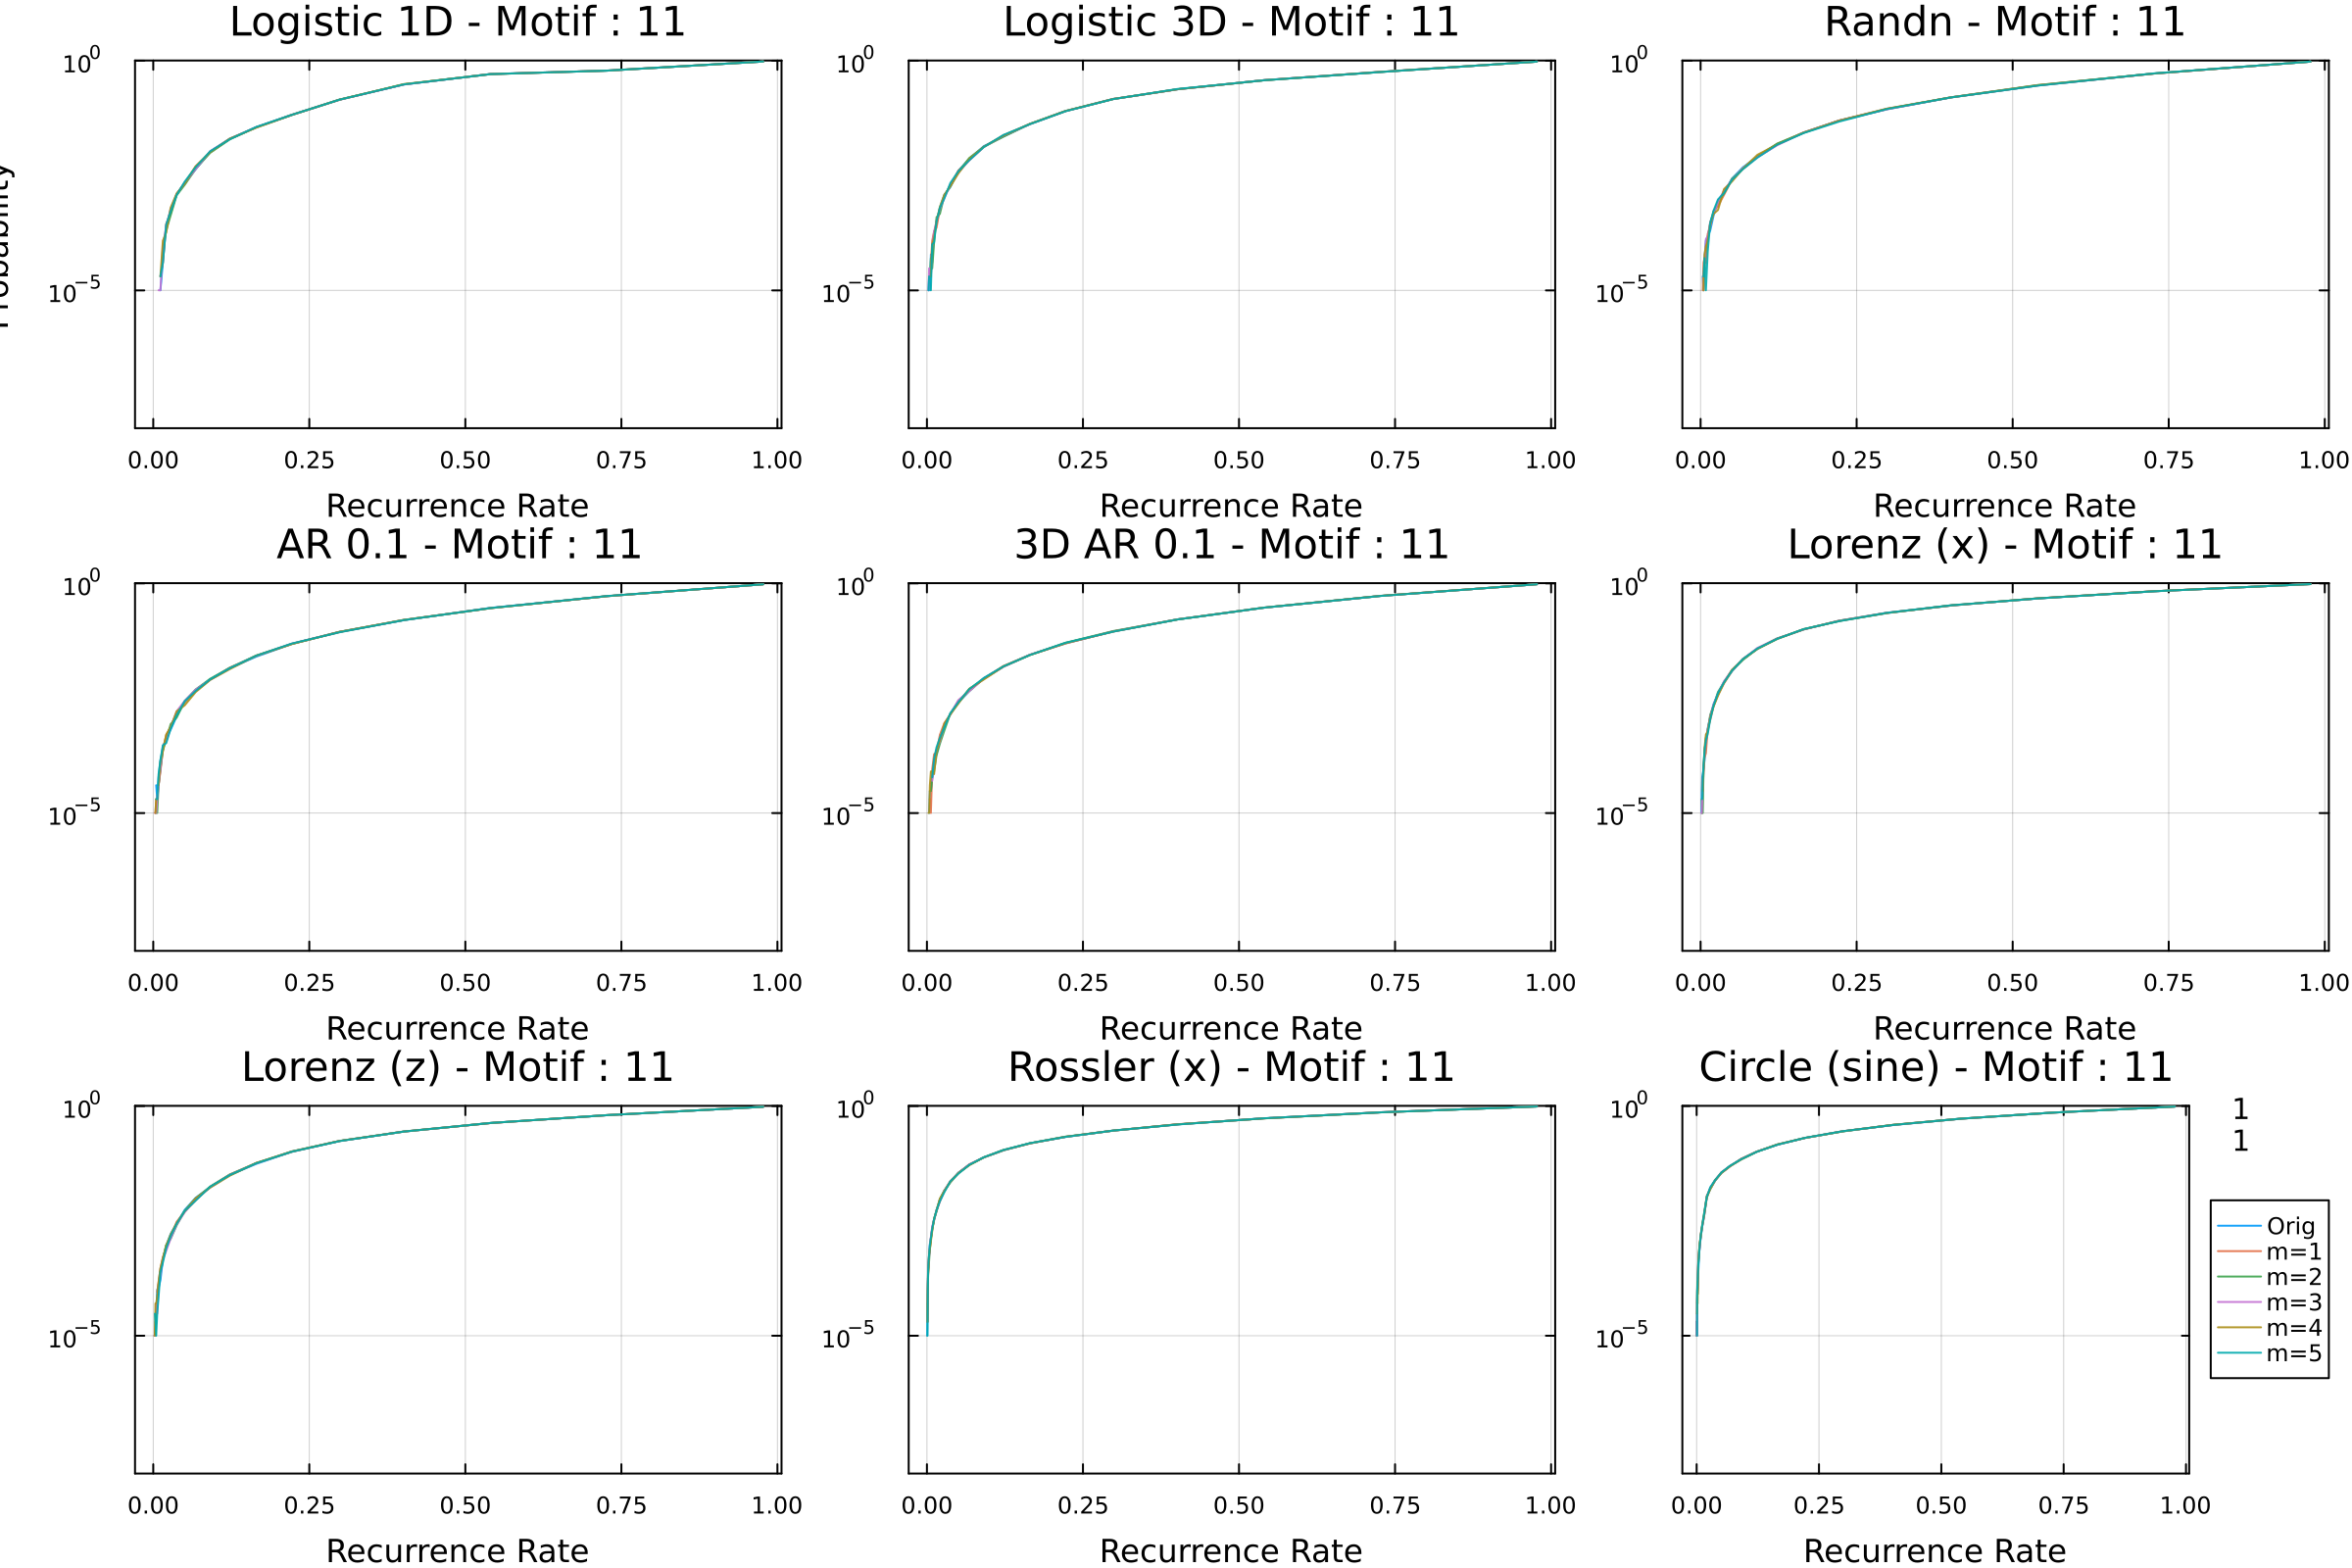 Logistic 1D - Motif : 11
Logistic 3D - Motif : 11
Randn - Motif : 11
Probability
10^0
10^−5
0.00 0.25 0.50 0.75 1.00
Recurrence Rate
10^0
10^−5
0.00 0.25 0.50 0.75 1.00
Recurrence Rate
10^0
10^−5
0.00 0.25 0.50 0.75 1.00
Recurrence Rate
AR 0.1 - Motif : 11
3D AR 0.1 - Motif : 11
Lorenz (x) - Motif : 11
10^0
10^−5
0.00 0.25 0.50 0.75 1.00
Recurrence Rate
10^0
10^−5
0.00 0.25 0.50 0.75 1.00
Recurrence Rate
10^0
10^−5
0.00 0.25 0.50 0.75 1.00
Recurrence Rate
Lorenz (z) - Motif : 11
Rossler (x) - Motif : 11
Circle (sine) - Motif : 11
10^0
10^−5
0.00 0.25 0.50 0.75 1.00
Recurrence Rate
10^0
10^−5
0.00 0.25 0.50 0.75 1.00
Recurrence Rate
10^0
10^−5
0.00 0.25 0.50 0.75 1.00
Recurrence Rate
1
1
Orig
m=1
m=2
m=3
m=4
m=5